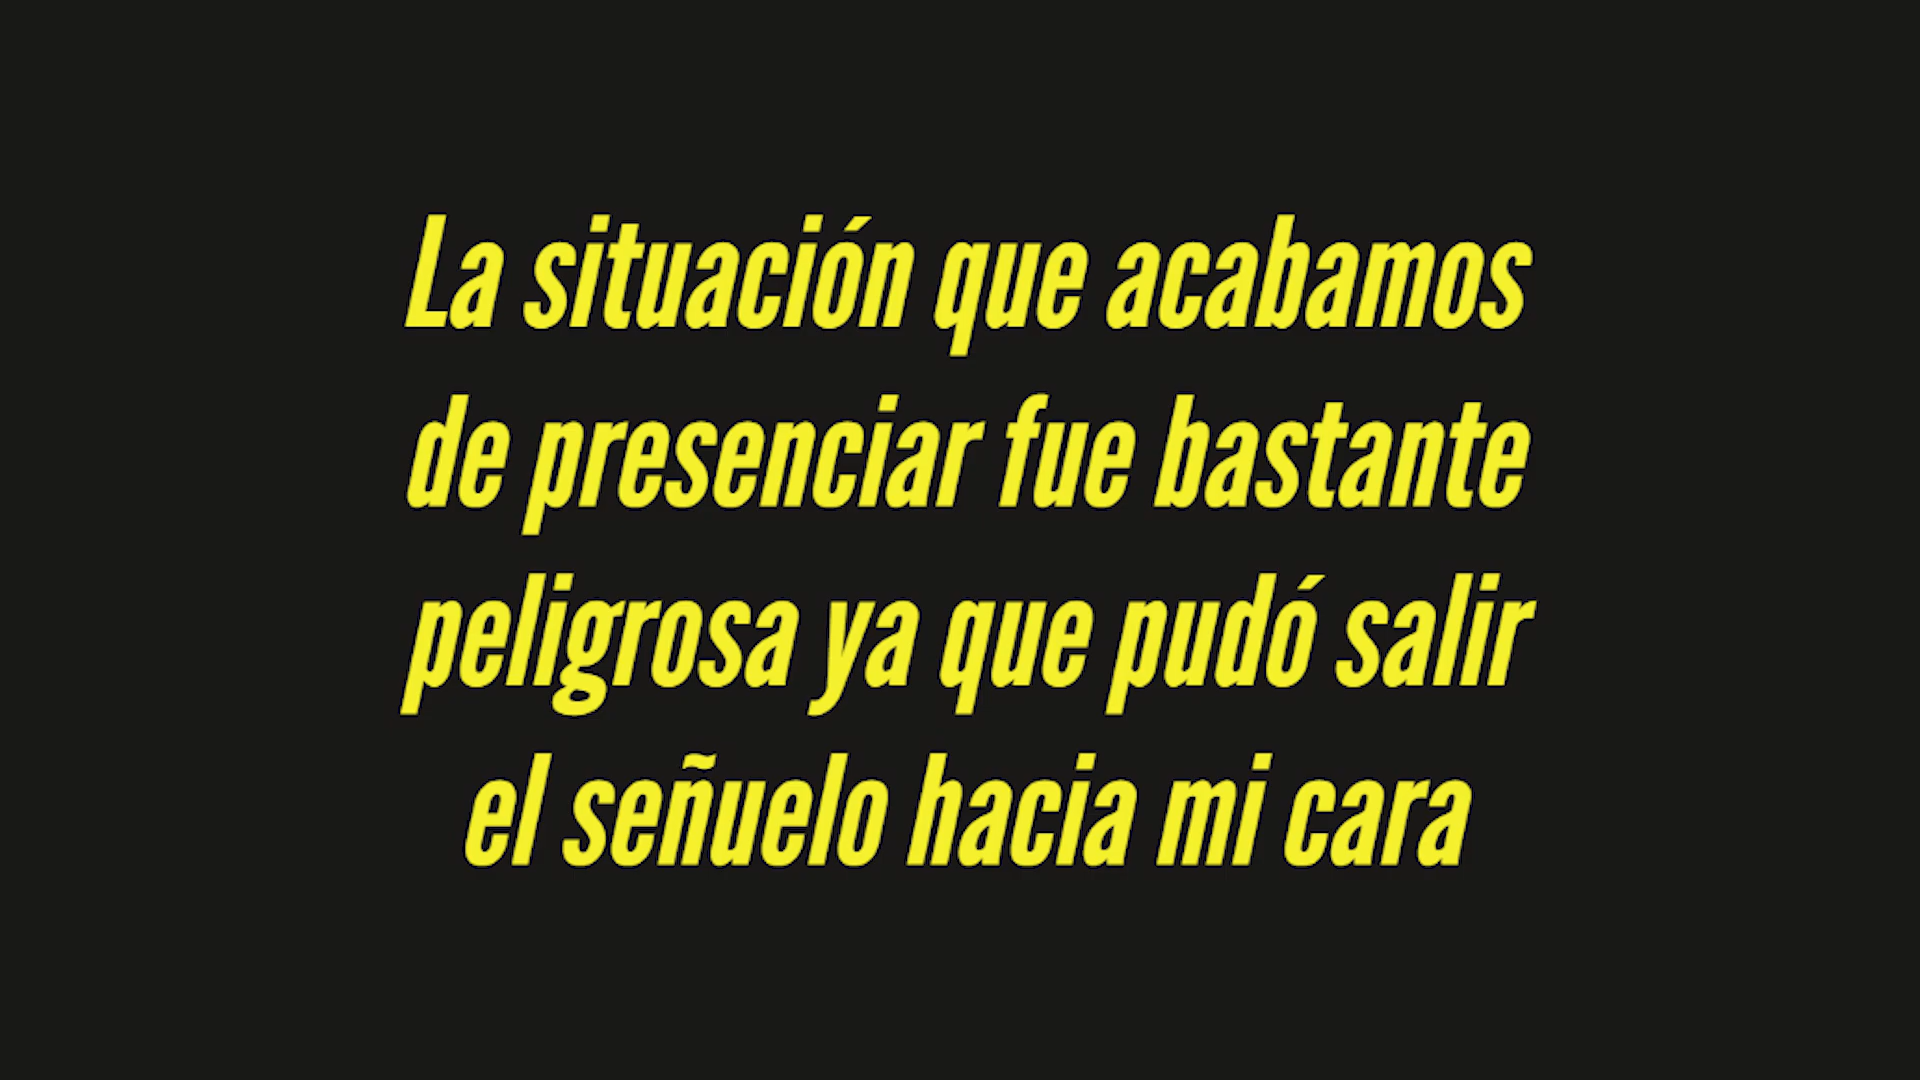 La situación que acabamos
de presenciar fue bastante
peligrosa ya que pudó salir
el señuelo hacia mi cara